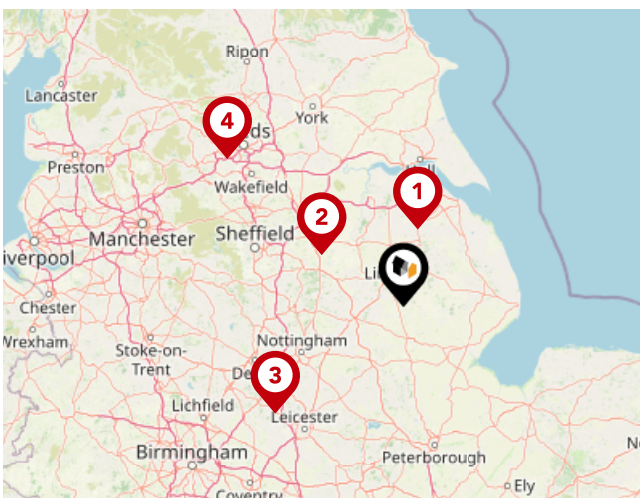 Ripon
Lancaster
York
4
ds
Preston
Wakefield
1
2
Manchester
Sheffield
iverpool
Li
Chester
Wrexham
Nottingham
Stoke-on-
Trent
De
3
Lichfield
Leicester
Birmingham
Peterborough
Coventry
Ely
N